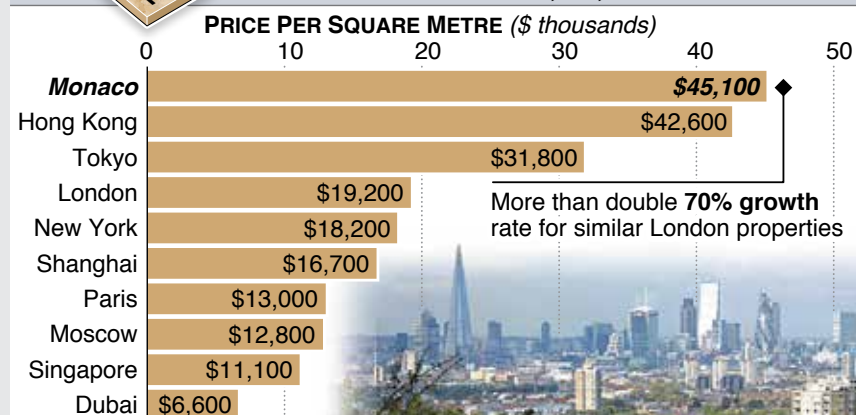 PRICE PER SQUARE METRE ($ thousands)
0 10 20 30 40 50
Monaco $45,100
Hong Kong $42,600
Tokyo $31,800
London $19,200
More than double 70% growth
rate for similar London properties
New York $18,200
Shanghai $16,700
Paris $13,000
Moscow $12,800
Singapore $11,100
Dubai $6,600